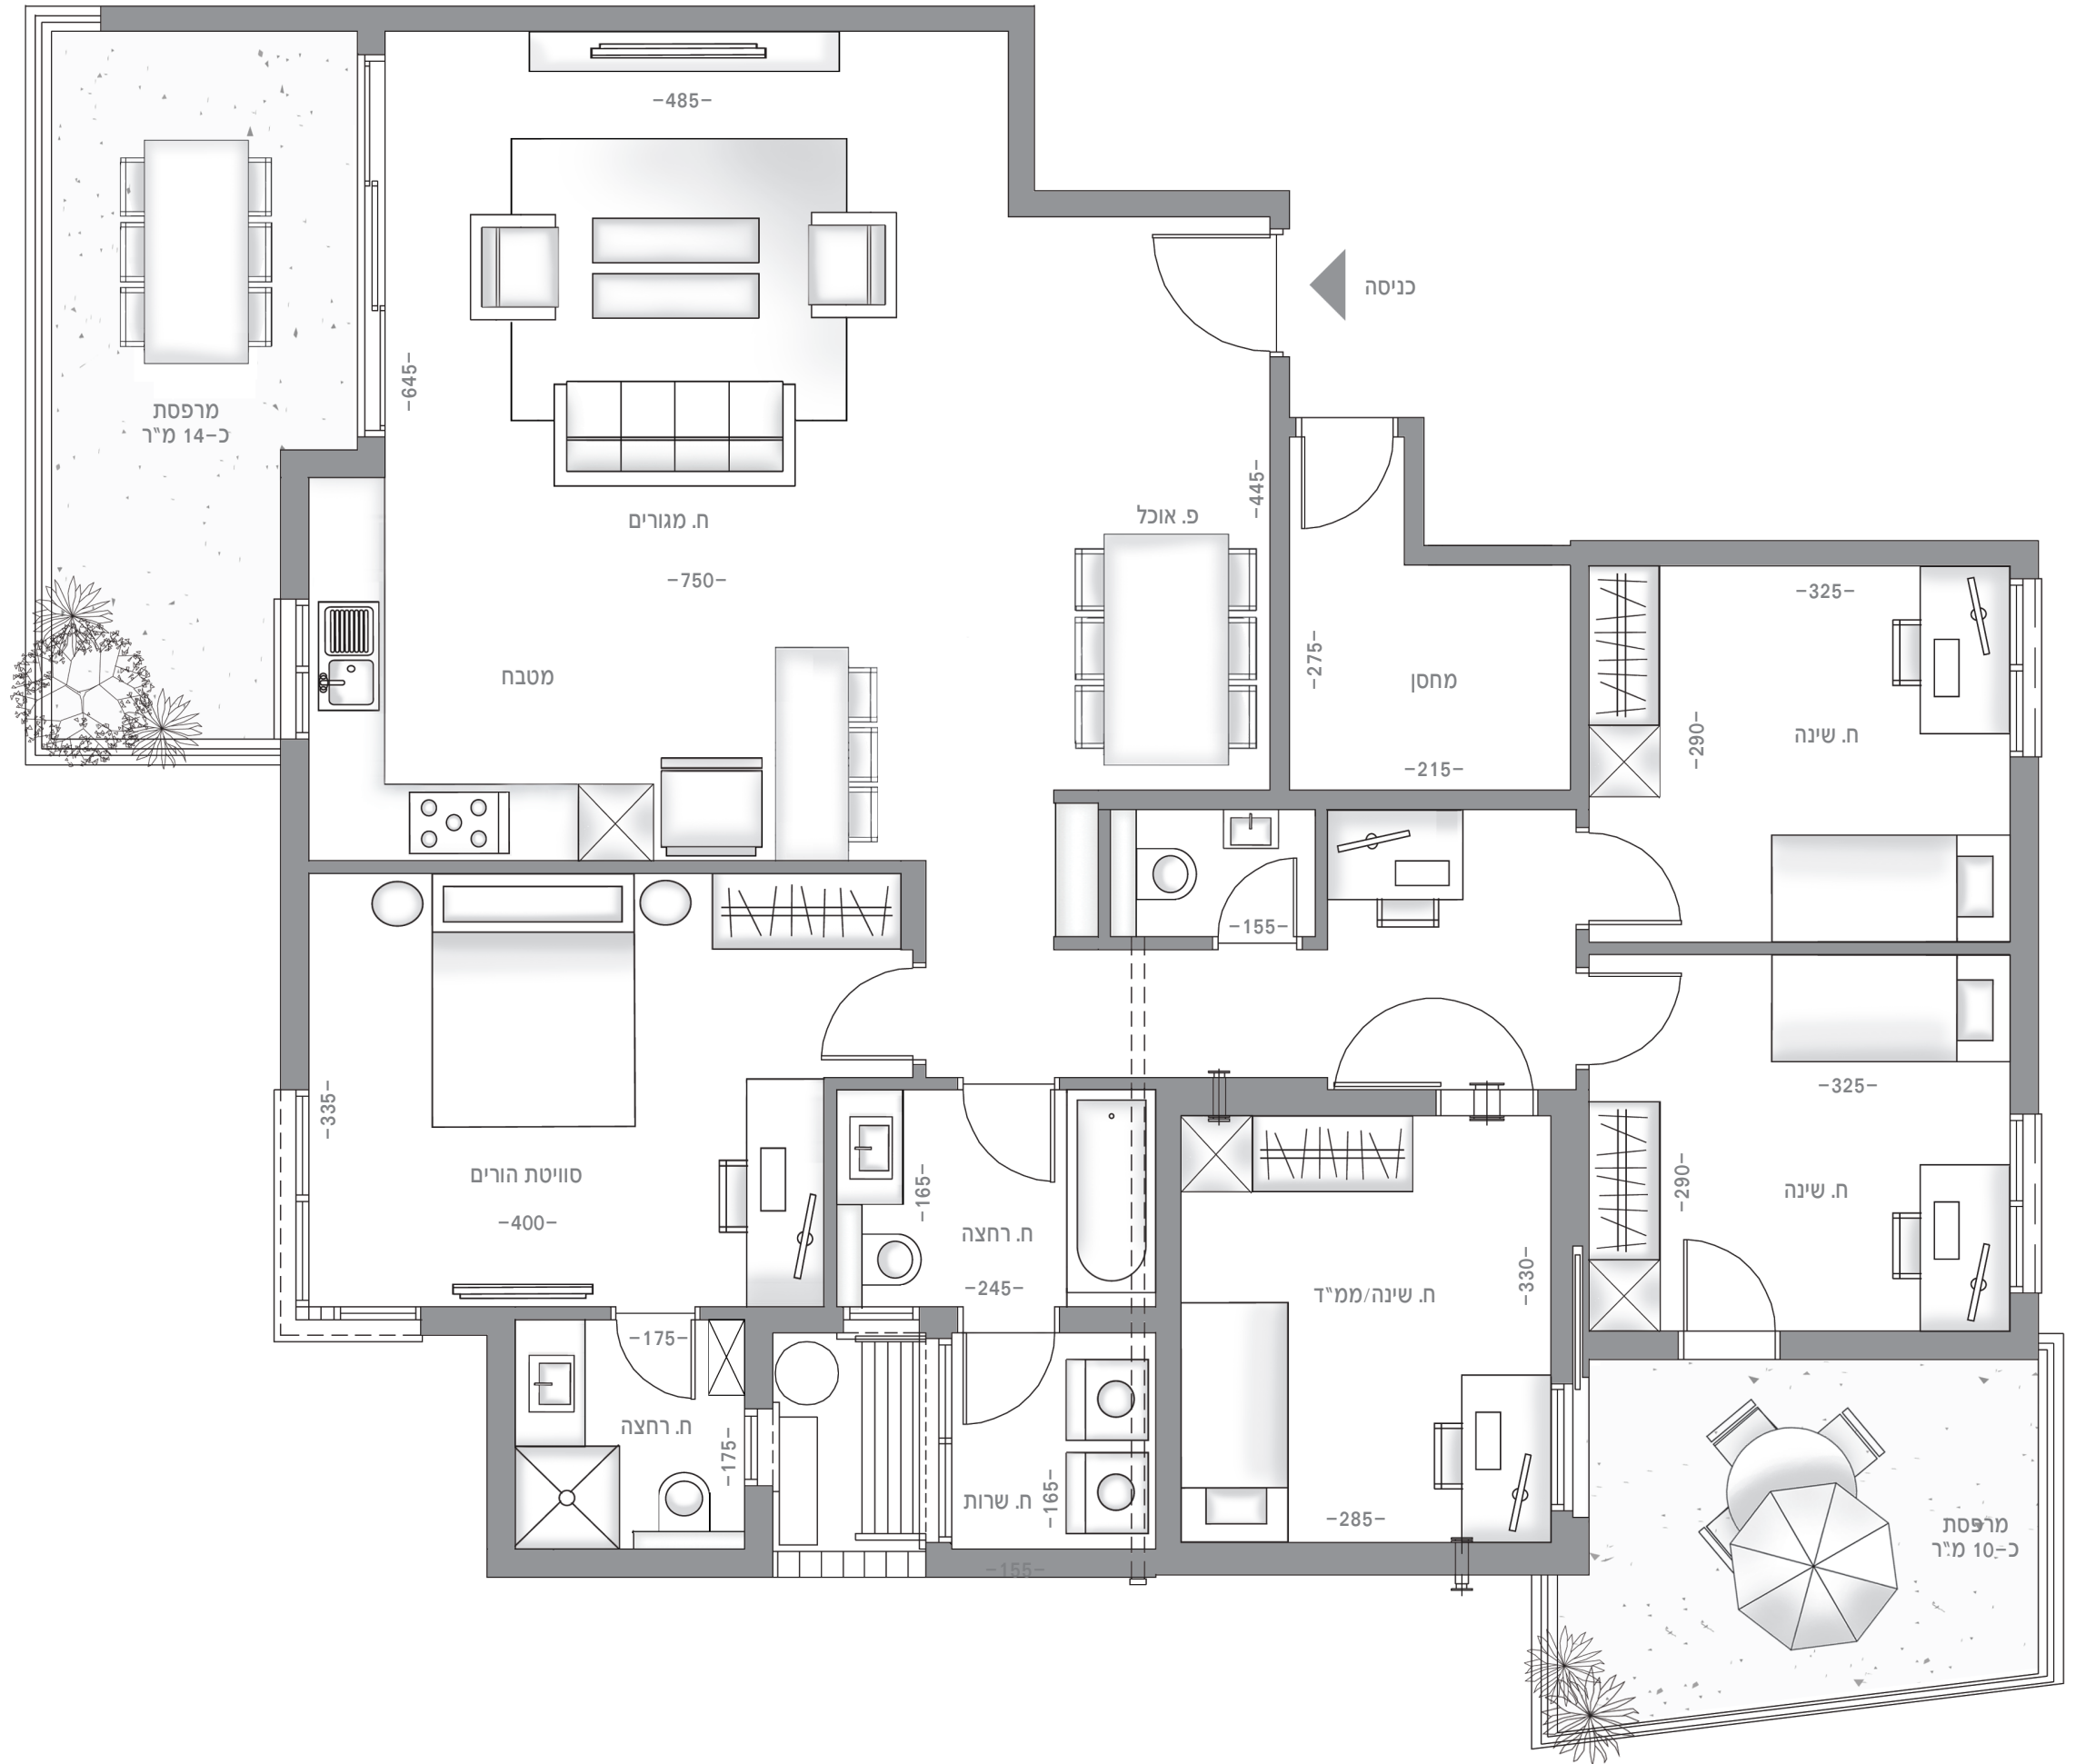 -485-
כניסה
-645-
מרפסת
כ-14 מ"ר
-445-
פ. אוכל
ח. מגורים
-750-
-325-
-275-
מחסן
מטבח
-290-
ח. שינה
-215-
-155-
-335-
-325-
סוויטת הורים
-400-
-165-
ח. רחצה
-245-
-290-
ח. שינה
-330-
ח. שינה/ממ"ד
-175-
ח. רחצה
-175-
ח. שרות
-165-
-155-
-285-
מרפסת
כ-10 מ"ר